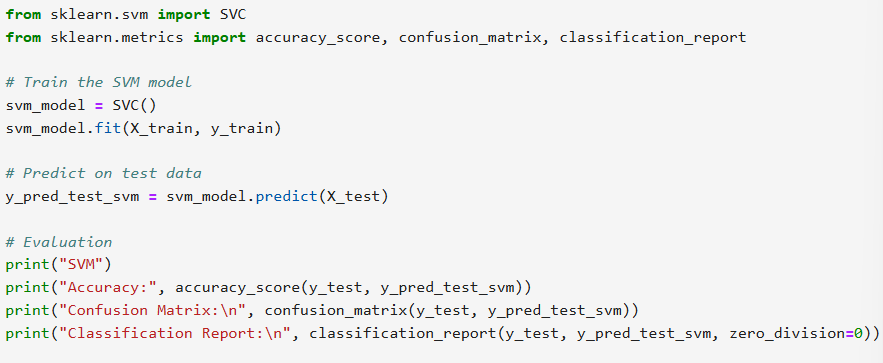 from sklearn.svm import SVC
from sklearn.metrics import accuracy_score, confusion_matrix, classification_report
# Train the SVM model
svm_model = SVC()
svm_model.fit(X_train, y_train)
# Predict on test data
y_pred_test_svm = svm_model.predict(X_test)
# Evaluation
print("SVM")
print("Accuracy:", accuracy_score(y_test, y_pred_test_svm))
print("Confusion Matrix:\n", confusion_matrix(y_test, y_pred_test_svm))
print("Classification Report:\n", classification_report(y_test, y_pred_test_svm, zero_division=0))